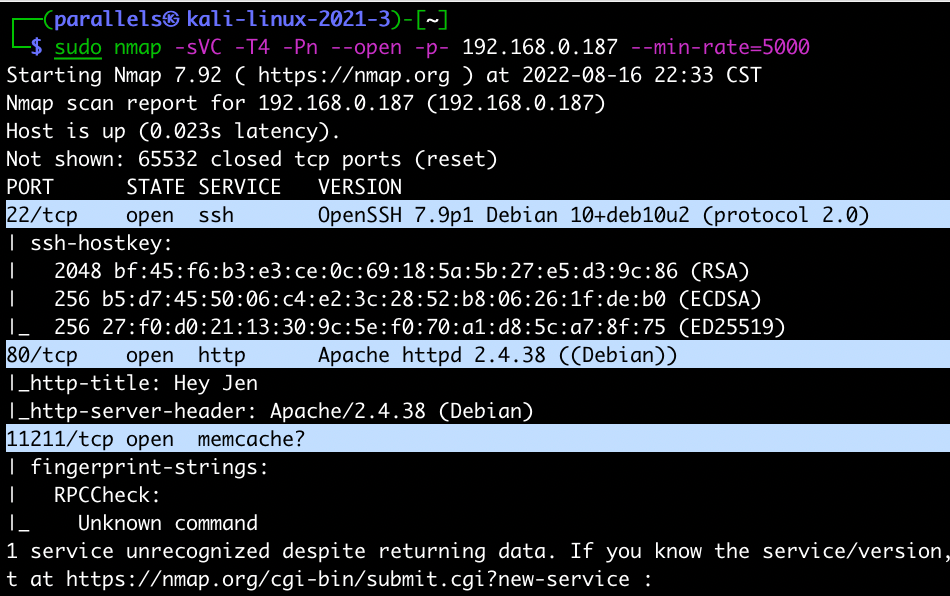 ┌──(parallels㉿kali-linux-2021-3)-[~]
└─$ sudo nmap -sVC -T4 -Pn --open -p- 192.168.0.187 --min-rate=5000
Starting Nmap 7.92 ( https://nmap.org ) at 2022-08-16 22:33 CST
Nmap scan report for 192.168.0.187 (192.168.0.187)
Host is up (0.023s latency).
Not shown: 65532 closed tcp ports (reset)
PORT      STATE SERVICE   VERSION
22/tcp    open  ssh       OpenSSH 7.9p1 Debian 10+deb10u2 (protocol 2.0)
| ssh-hostkey:
|   2048 bf:45:f6:b3:e3:ce:0c:69:18:5a:5b:27:e5:d3:9c:86 (RSA)
|   256 b5:d7:45:50:06:c4:e2:3c:28:52:b8:06:26:1f:de:b0 (ECDSA)
|_  256 27:f0:d0:21:13:30:9c:5e:f0:70:a1:d8:5c:a7:8f:75 (ED25519)
80/tcp    open  http      Apache httpd 2.4.38 ((Debian))
|_http-title: Hey Jen
|_http-server-header: Apache/2.4.38 (Debian)
11211/tcp open  memcache?
| fingerprint-strings:
|   RPCCheck:
|_    Unknown command
1 service unrecognized despite returning data. If you know the service/version,
t at https://nmap.org/cgi-bin/submit.cgi?new-service :